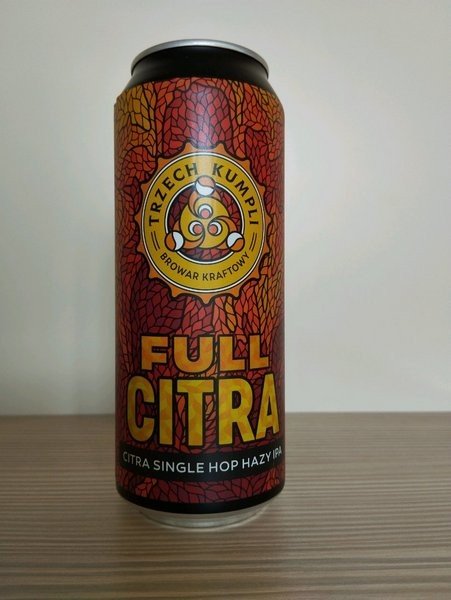 TRZECH KUMPLI
BROWAR KRAFTOWY
FULL
CITRA
CITRA SINGLE HOP HAZY IPA